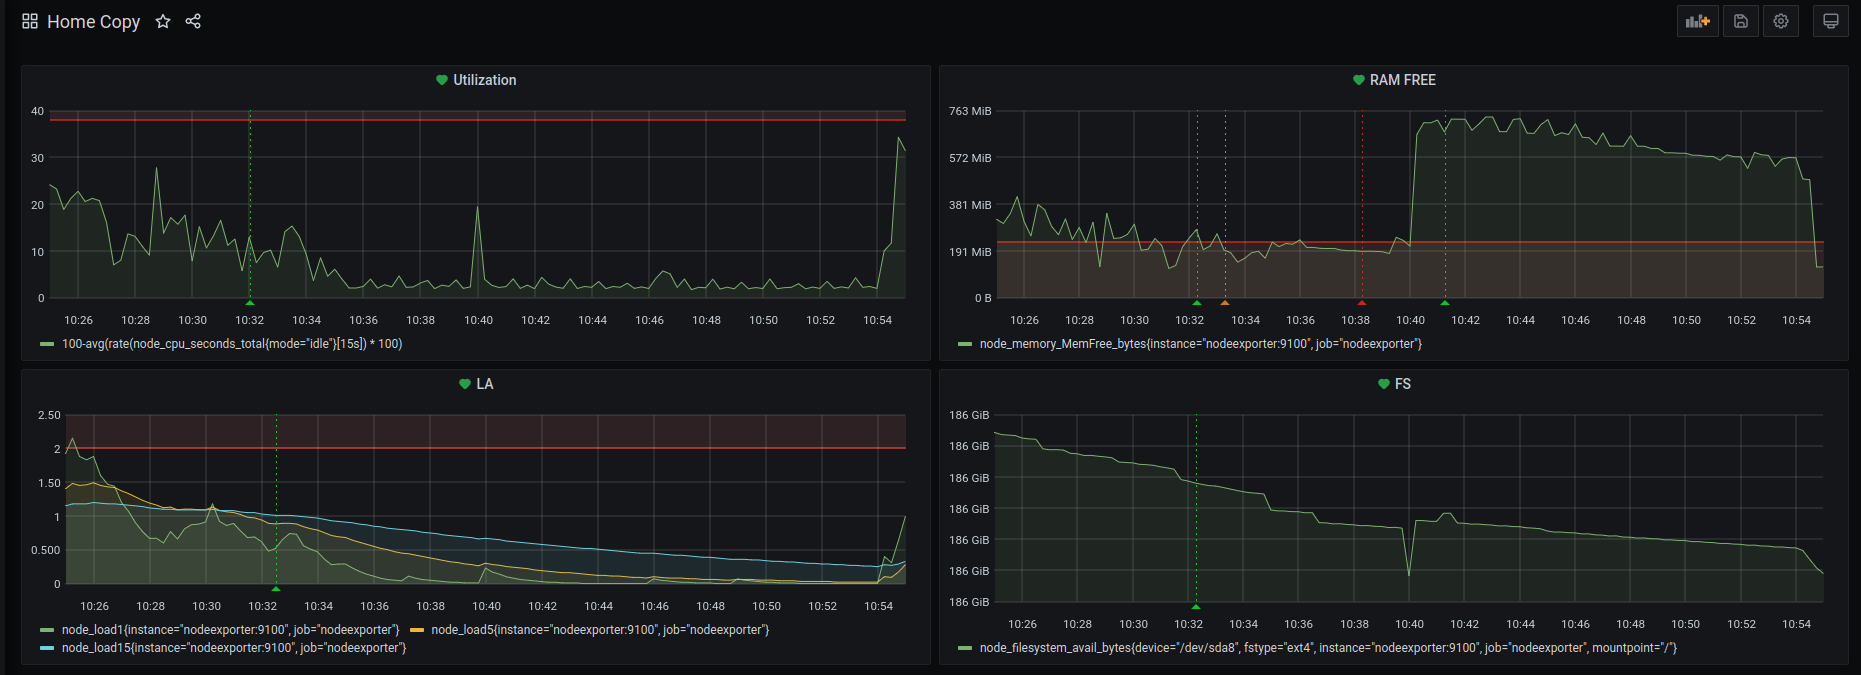 Home Copy
Utilization
40
30
20
10
0
10:26 10:28 10:30 10:32 10:34 10:36 10:38 10:40 10:42 10:44 10:46 10:48 10:50 10:52 10:54
100-avg(rate(node_cpu_seconds_total{mode="idle"}[15s]) * 100)
RAM FREE
763 MiB
572 MiB
381 MiB
191 MiB
0 B
10:26 10:28 10:30 10:32 10:34 10:36 10:38 10:40 10:42 10:44 10:46 10:48 10:50 10:52 10:54
node_memory_MemFree_bytes{instance="nodeexporter:9100", job="nodeexporter"}
LA
2.50
2
1.50
1
0.500
0
10:26 10:28 10:30 10:32 10:34 10:36 10:38 10:40 10:42 10:44 10:46 10:48 10:50 10:52 10:54
node_load1{instance="nodeexporter:9100", job="nodeexporter"} node_load5{instance="nodeexporter:9100", job="nodeexporter"}
node_load15{instance="nodeexporter:9100", job="nodeexporter"}
FS
186 GiB
186 GiB
186 GiB
186 GiB
186 GiB
186 GiB
186 GiB
10:26 10:28 10:30 10:32 10:34 10:36 10:38 10:40 10:42 10:44 10:46 10:48 10:50 10:52 10:54
node_filesystem_avail_bytes{device="/dev/sda8", fstype="ext4", instance="nodeexporter:9100", job="nodeexporter", mountpoint="/"}